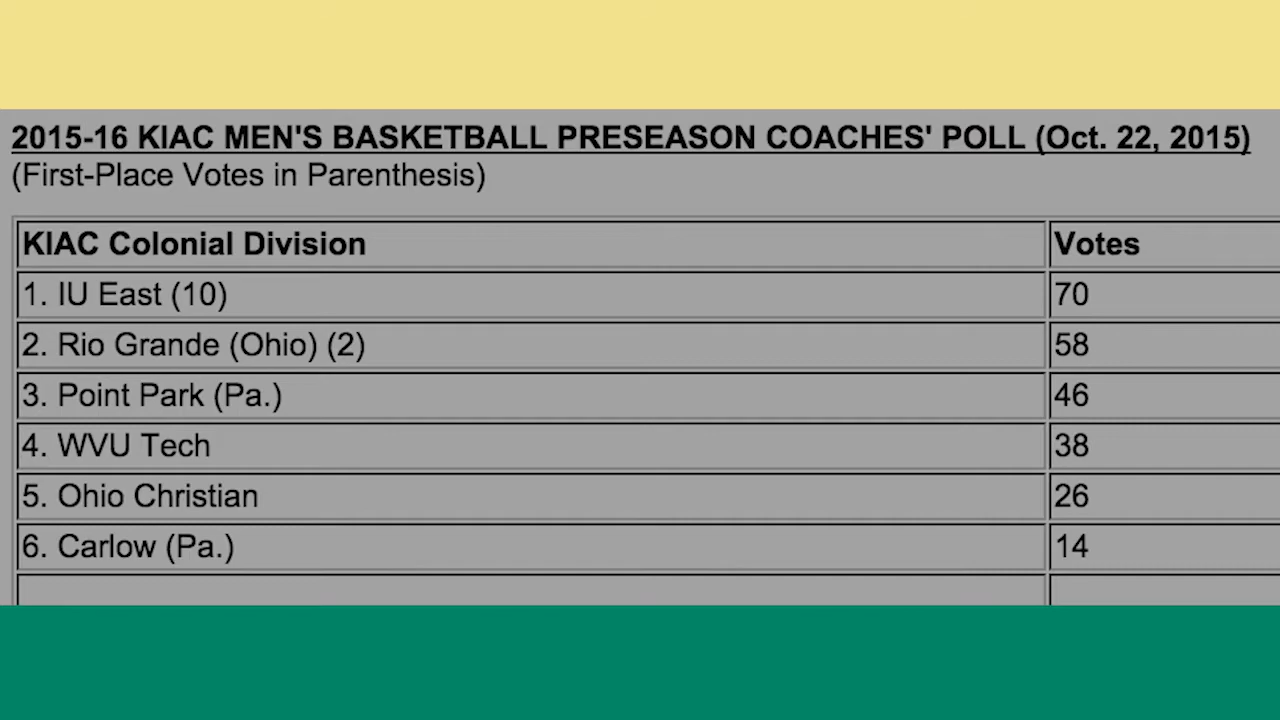 2015-16 KIAC MEN'S BASKETBALL PRESEASON COACHES' POLL (Oct. 22, 2015)
(First-Place Votes in Parenthesis)
KIAC Colonial Division Votes
1. IU East (10) 70
2. Rio Grande (Ohio) (2) 58
3. Point Park (Pa.) 46
4. WVU Tech 38
5. Ohio Christian 26
6. Carlow (Pa.) 14